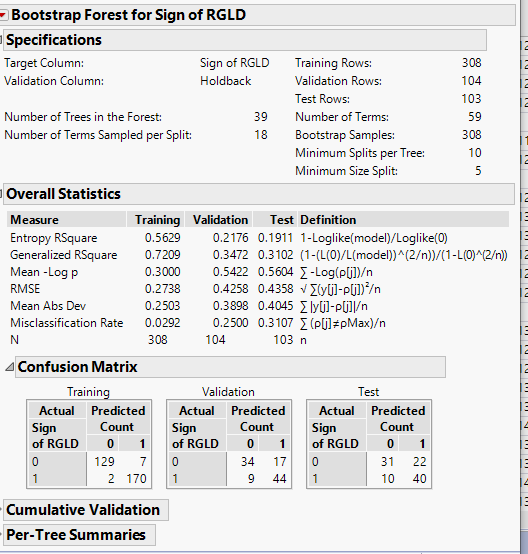 Bootstrap Forest for Sign of RGLD
Specifications
Target Column: Sign of RGLD Training Rows: 308
Validation Column: Holdback Validation Rows: 104
Test Rows: 103
Number of Trees in the Forest: 39 Number of Terms: 59
Number of Terms Sampled per Split: 18 Bootstrap Samples: 308
Minimum Splits per Tree: 10
Minimum Size Split: 5
Overall Statistics
Measure Training Validation Test Definition
Entropy RSquare 0.5629 0.2176 0.1911 1-Loglike(model)/Loglike(0)
Generalized RSquare 0.7209 0.3472 0.3102 (1-(L(0)/L(model))^(2/n))/(1-L(0)^(2/n))
Mean -Log p 0.3000 0.5422 0.5604 ∑ -Log(ρ[j])/n
RMSE 0.2738 0.4258 0.4358 √ ∑(y[j]-ρ[j])²/n
Mean Abs Dev 0.2503 0.3898 0.4045 ∑ |y[j]-ρ[j]|/n
Misclassification Rate 0.0292 0.2500 0.3107 ∑ (ρ[j]≠ρMax)/n
N 308 104 103 n
Confusion Matrix
Training Validation Test
Actual Predicted Actual Predicted Actual Predicted
Sign Count Sign Count Sign Count
of RGLD 0 1 of RGLD 0 1 of RGLD 0 1
0 129 7 0 34 17 0 31 22
1 2 170 1 9 44 1 10 40
Cumulative Validation
Per-Tree Summaries